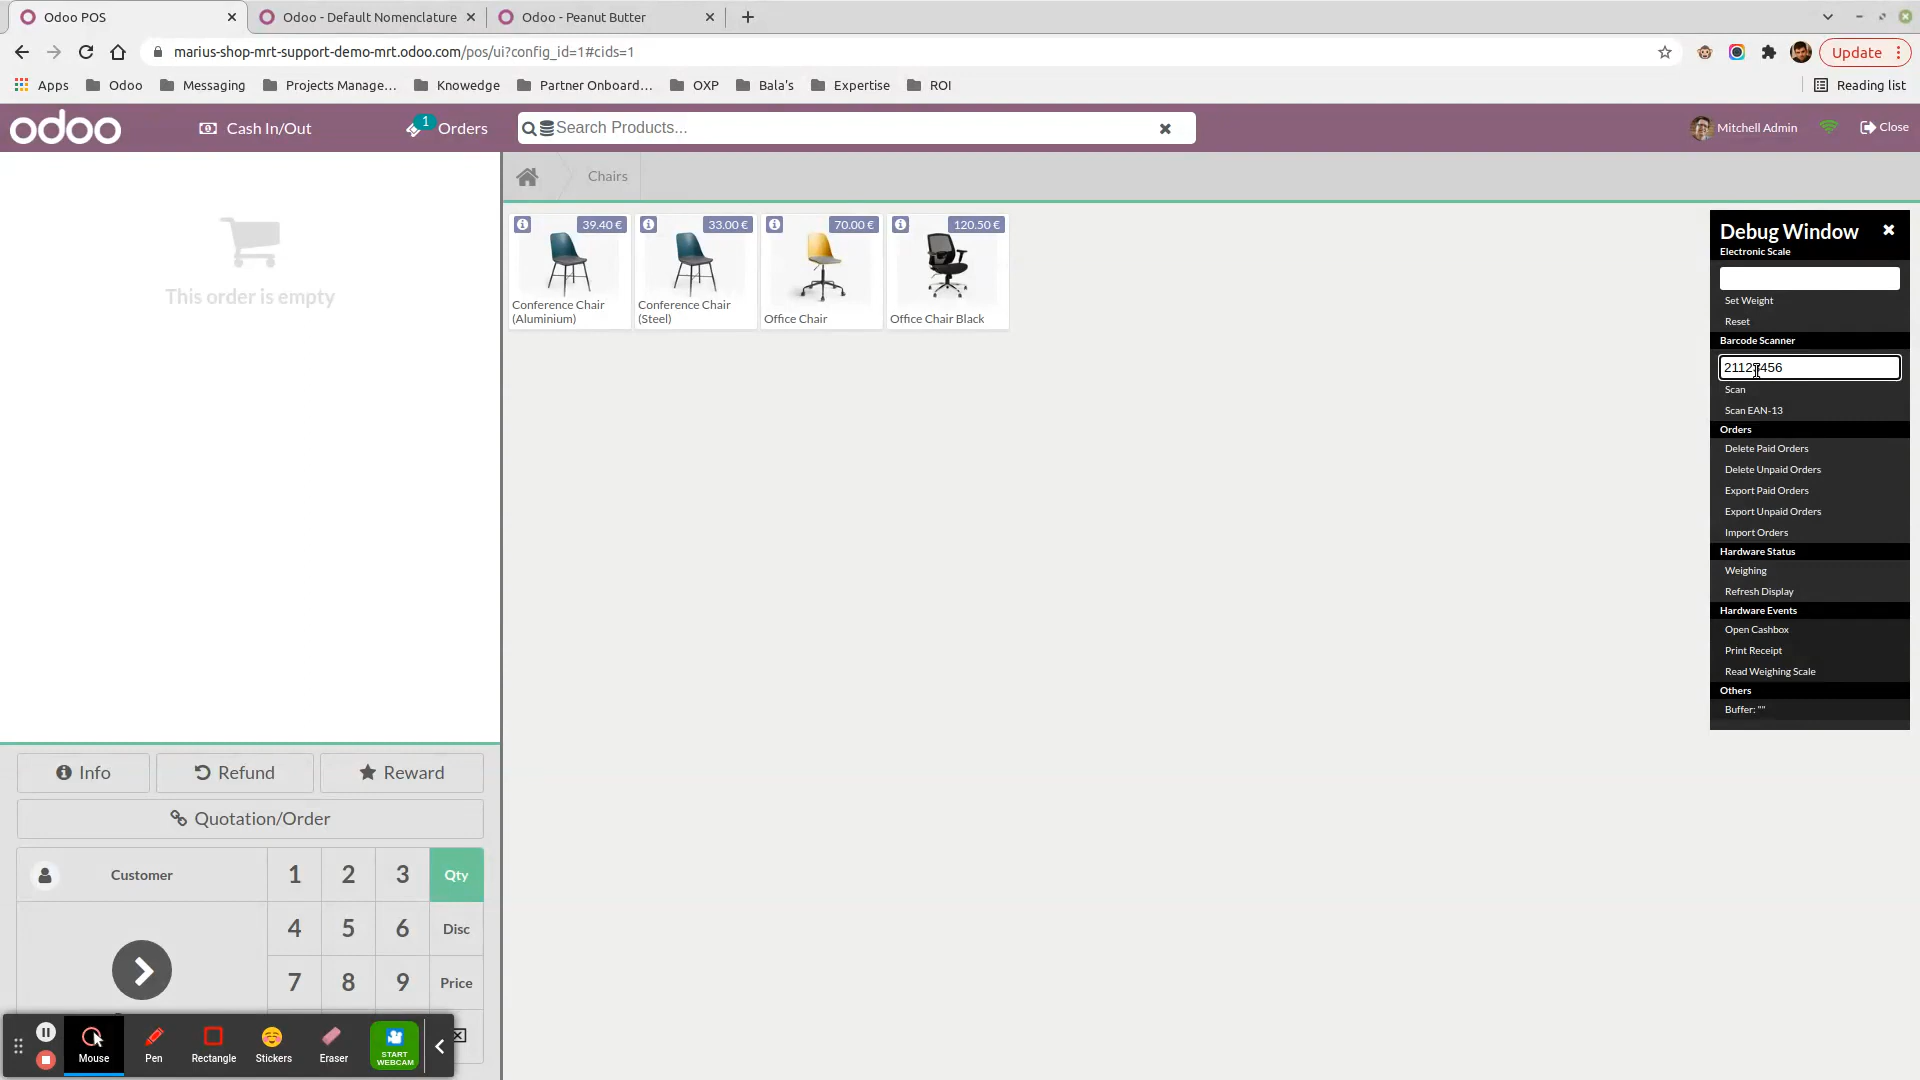 Odoo POS
Odoo - Default Nomenclature
Odoo - Peanut Butter
marius-shop-mrt-support-demo-mrt.odoo.com/pos/ui?config_id=1#cids=1
Update
Apps
Odoo
Messaging
Projects Manage...
Knowedge
Partner Onboard...
OXP
Bala's
Expertise
ROI
Reading list
odoo
Cash In/Out
1
Orders
Search Products...
Mitchell Admin
Close
This order is empty
Chairs
39.40 €
Conference Chair
(Aluminium)
33.00 €
Conference Chair
(Steel)
70.00 €
Office Chair
120.50 €
Office Chair Black
Debug Window
Electronic Scale
Set Weight
Reset
Barcode Scanner
Scan
Scan EAN-13
Orders
Delete Paid Orders
Delete Unpaid Orders
Export Paid Orders
Export Unpaid Orders
Import Orders
Hardware Status
Weighing
Refresh Display
Hardware Events
Open Cashbox
Print Receipt
Read Weighing Scale
Others
Buffer: ""
Info
Refund
Reward
Quotation/Order
Customer
1 2 3 Qty
4 5 6 Disc
7 8 9 Price
Mouse
Pen
Rectangle
Stickers
Eraser
START
WEBCAM